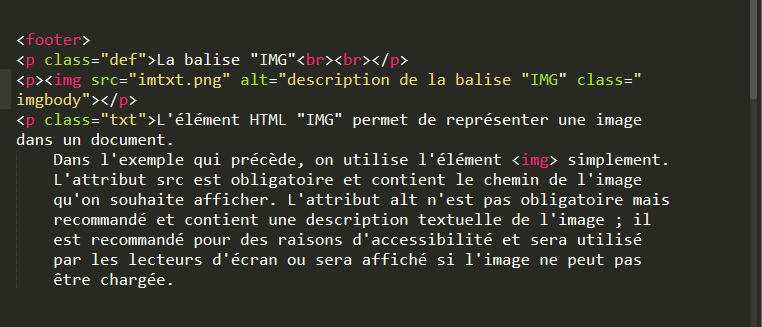 <footer>
<p class="def">La balise "IMG"<br><br></p>
<p><img src="imtxt.png" alt="description de la balise "IMG" class="
imgbody"></p>
<p class="txt">L'élément HTML "IMG" permet de représenter une image
dans un document.
Dans l'exemple qui précède, on utilise l'élément <img> simplement.
L'attribut src est obligatoire et contient le chemin de l'image
qu'on souhaite afficher. L'attribut alt n'est pas obligatoire mais
recommandé et contient une description textuelle de l'image ; il
est recommandé pour des raisons d'accessibilité et sera utilisé
par les lecteurs d'écran ou sera affiché si l'image ne peut pas
être chargée.